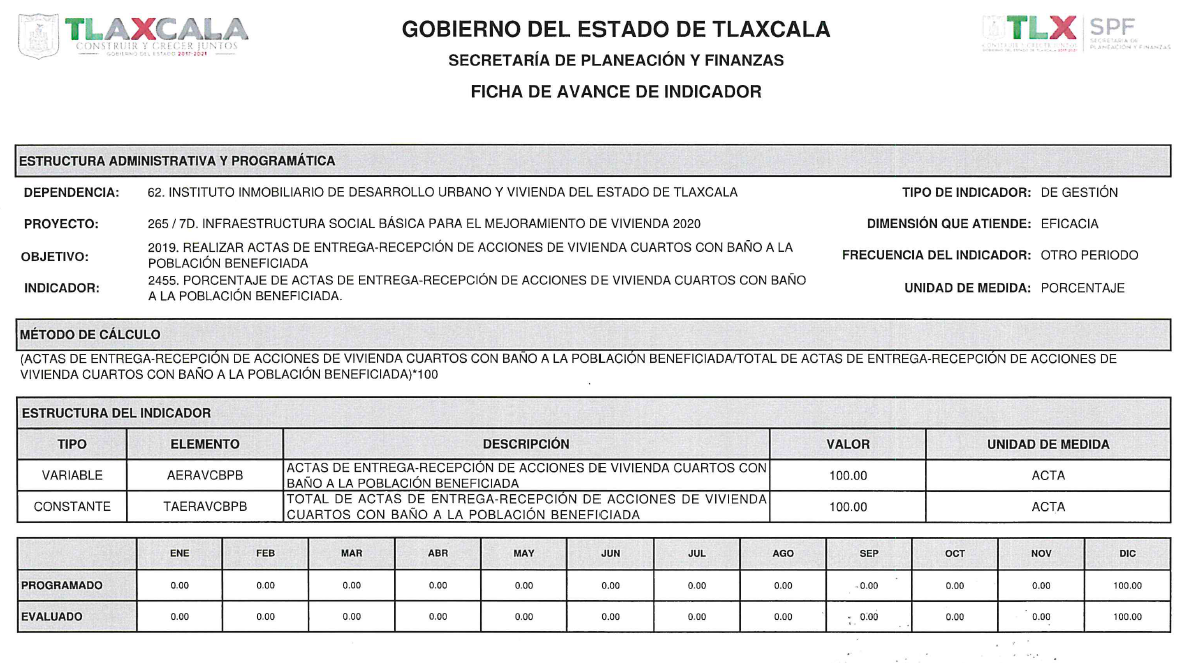 TLAXCALA
CONSTRUIR Y CRECER JUNTOS
GOBIERNO DEL ESTADO 2017-2021
GOBIERNO DEL ESTADO DE TLAXCALA
SECRETARÍA DE PLANEACIÓN Y FINANZAS
FICHA DE AVANCE DE INDICADOR
TLX
CONSTRUIR Y CRECER JUNTOS
SPF
SECRETARÍA DE
PLANEACIÓN Y FINANZAS
ESTRUCTURA ADMINISTRATIVA Y PROGRAMÁTICA
DEPENDENCIA: 62. INSTITUTO INMOBILIARIO DE DESARROLLO URBANO Y VIVIENDA DEL ESTADO DE TLAXCALA TIPO DE INDICADOR: DE GESTIÓN
PROYECTO: 265 / 7D. INFRAESTRUCTURA SOCIAL BÁSICA PARA EL MEJORAMIENTO DE VIVIENDA 2020 DIMENSIÓN QUE ATIENDE: EFICACIA
OBJETIVO: 2019. REALIZAR ACTAS DE ENTREGA-RECEPCIÓN DE ACCIONES DE VIVIENDA CUARTOS CON BAÑO A LA
POBLACIÓN BENEFICIADA FRECUENCIA DEL INDICADOR: OTRO PERIODO
INDICADOR: 2455. PORCENTAJE DE ACTAS DE ENTREGA-RECEPCIÓN DE ACCIONES DE VIVIENDA CUARTOS CON BAÑO
A LA POBLACIÓN BENEFICIADA. UNIDAD DE MEDIDA: PORCENTAJE
MÉTODO DE CÁLCULO
(ACTAS DE ENTREGA-RECEPCIÓN DE ACCIONES DE VIVIENDA CUARTOS CON BAÑO A LA POBLACIÓN BENEFICIADA/TOTAL DE ACTAS DE ENTREGA-RECEPCIÓN DE ACCIONES DE
VIVIENDA CUARTOS CON BAÑO A LA POBLACIÓN BENEFICIADA)*100
ESTRUCTURA DEL INDICADOR
TIPO ELEMENTO DESCRIPCIÓN VALOR UNIDAD DE MEDIDA
VARIABLE AERAVCBPB ACTAS DE ENTREGA-RECEPCIÓN DE ACCIONES DE VIVIENDA CUARTOS CON
BAÑO A LA POBLACIÓN BENEFICIADA 100.00 ACTA
CONSTANTE TAERAVCBPB TOTAL DE ACTAS DE ENTREGA-RECEPCIÓN DE ACCIONES DE VIVIENDA
CUARTOS CON BAÑO A LA POBLACIÓN BENEFICIADA 100.00 ACTA
ENE FEB MAR ABR MAY JUN JUL AGO SEP OCT NOV DIC
PROGRAMADO 0.00 0.00 0.00 0.00 0.00 0.00 0.00 0.00 0.00 0.00 0.00 100.00
EVALUADO 0.00 0.00 0.00 0.00 0.00 0.00 0.00 0.00 0.00 0.00 0.00 100.00